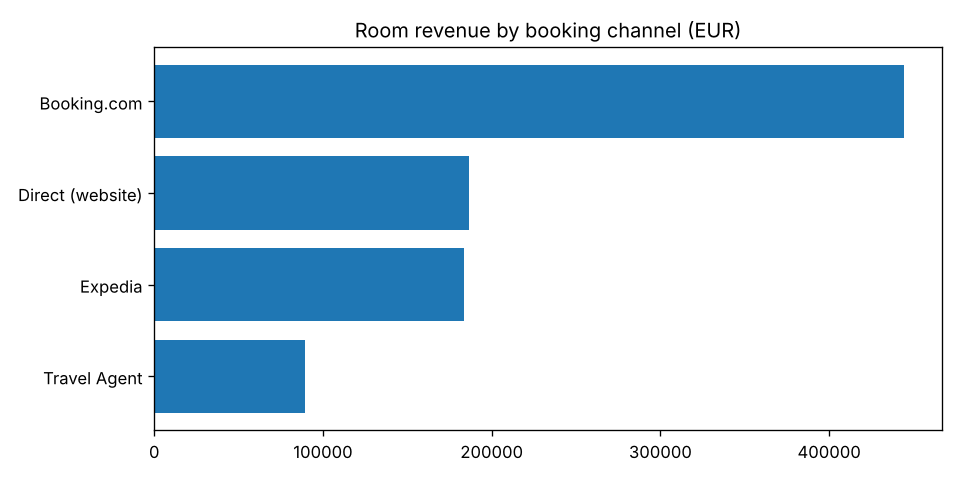 Room revenue by booking channel (EUR)
Booking.com
Direct (website)
Expedia
Travel Agent
0 100000 200000 300000 400000